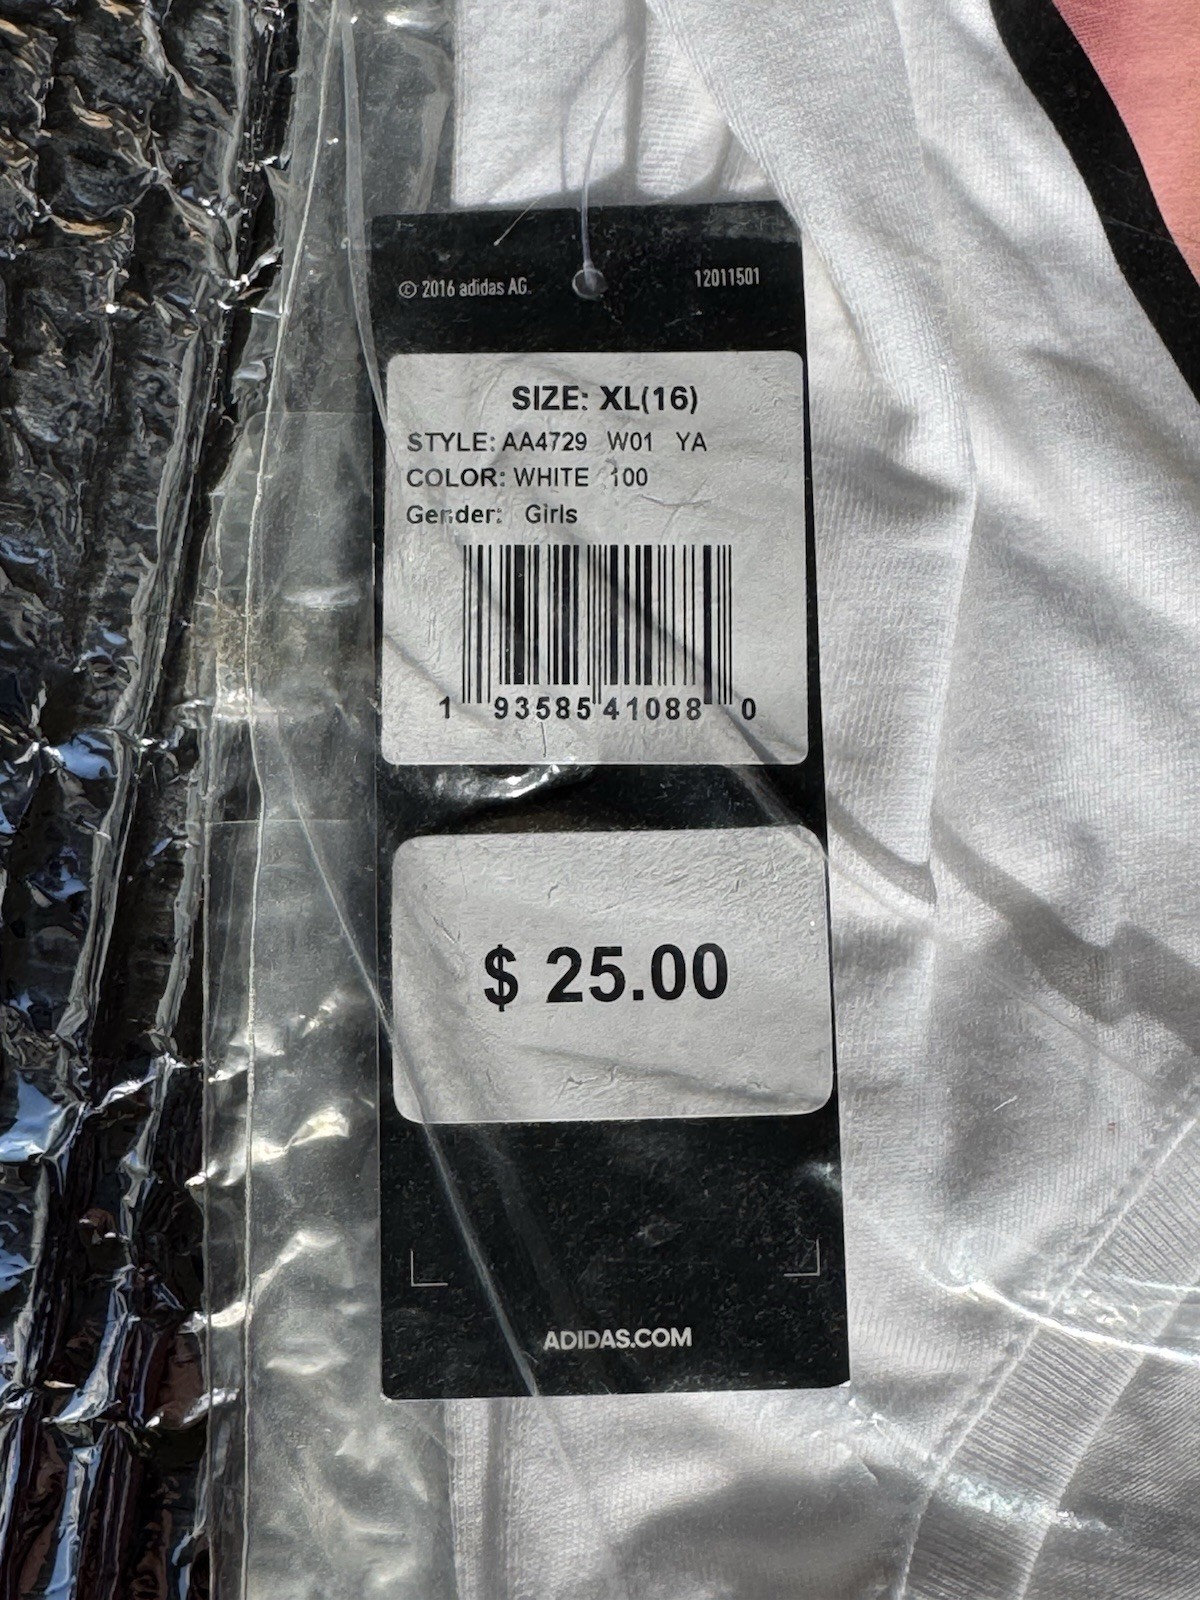 © 2016 adidas AG.
12011501
SIZE: XL(16)
STYLE: AA4729 W01 YA
COLOR: WHITE 100
Gender: Girls
1 93585 41088 0
$ 25.00
ADIDAS.COM